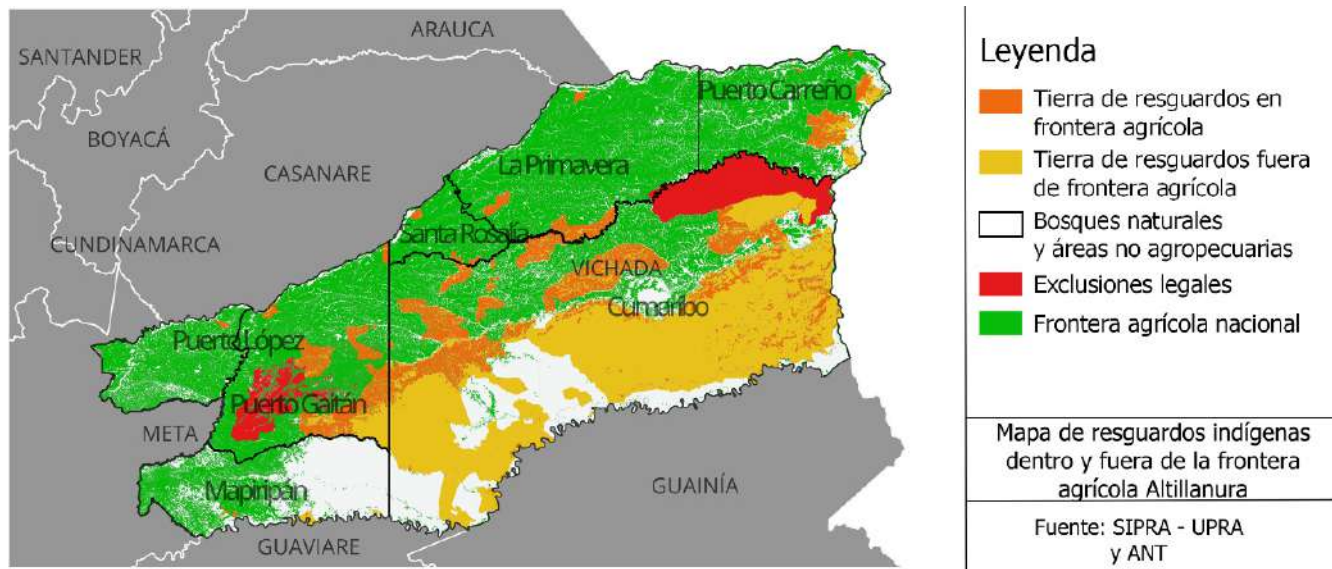 ARAUCA
SANTANDER
Puerto Carreño
BOYACÁ
La Primavera
CASANARE
CUNDINAMARCA
Santa Rosalía
VICHADA
Cumaribo
Puerto López
Puerto Gaitán
META
Mapiripán
GUAINÍA
GUAVIARE
Leyenda
Tierra de resguardos en
frontera agrícola
Tierra de resguardos fuera
de frontera agrícola
Bosques naturales
y áreas no agropecuarias
Exclusiones legales
Frontera agrícola nacional
Mapa de resguardos indígenas
dentro y fuera de la frontera
agrícola Altillanura
Fuente: SIPRA - UPRA
y ANT